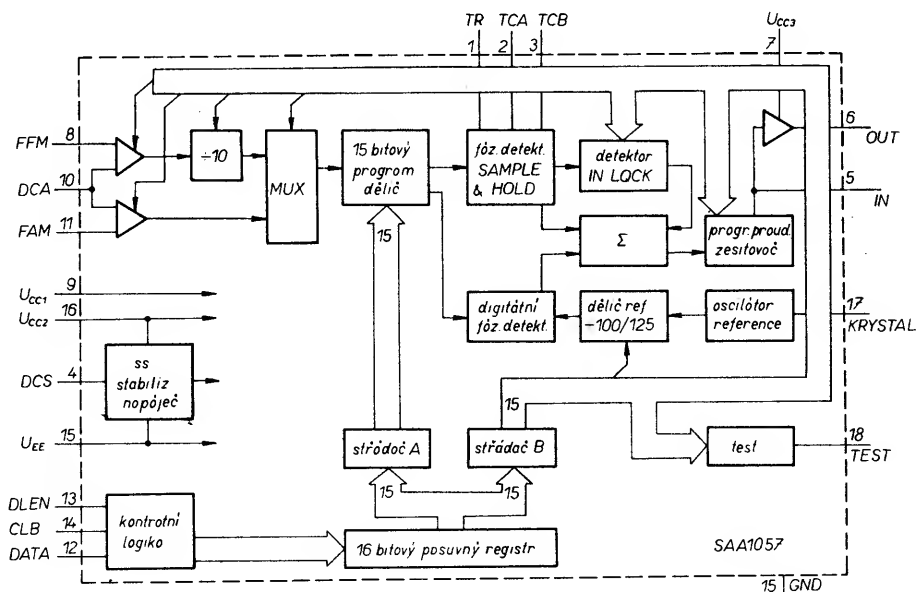 TR TCA TCB UCC3
1 2 3 7
FFM 8
DCA 10
FAM 11
÷10
MUX
15 bitový
program
dělič
fáz. detekt.
SAMPLE
& HOLD
detektor
IN LOCK
6 OUT
5 IN
Σ
progr. proud.
zesilovač
15
UCC1 9
UCC2 16
DCS 4
UEE 15
ss
stabiliz
napáječ
digitální
fáz. detekt.
dělič ref
÷100/125
oscilátor
reference
17
KRYSTAL
15
střádač A
střádač B
test
18
TEST
15 15
DLEN 13
CLB 14
DATA 12
kontrolní
logika
16 bitový posuvný registr
SAA1057
15 GND